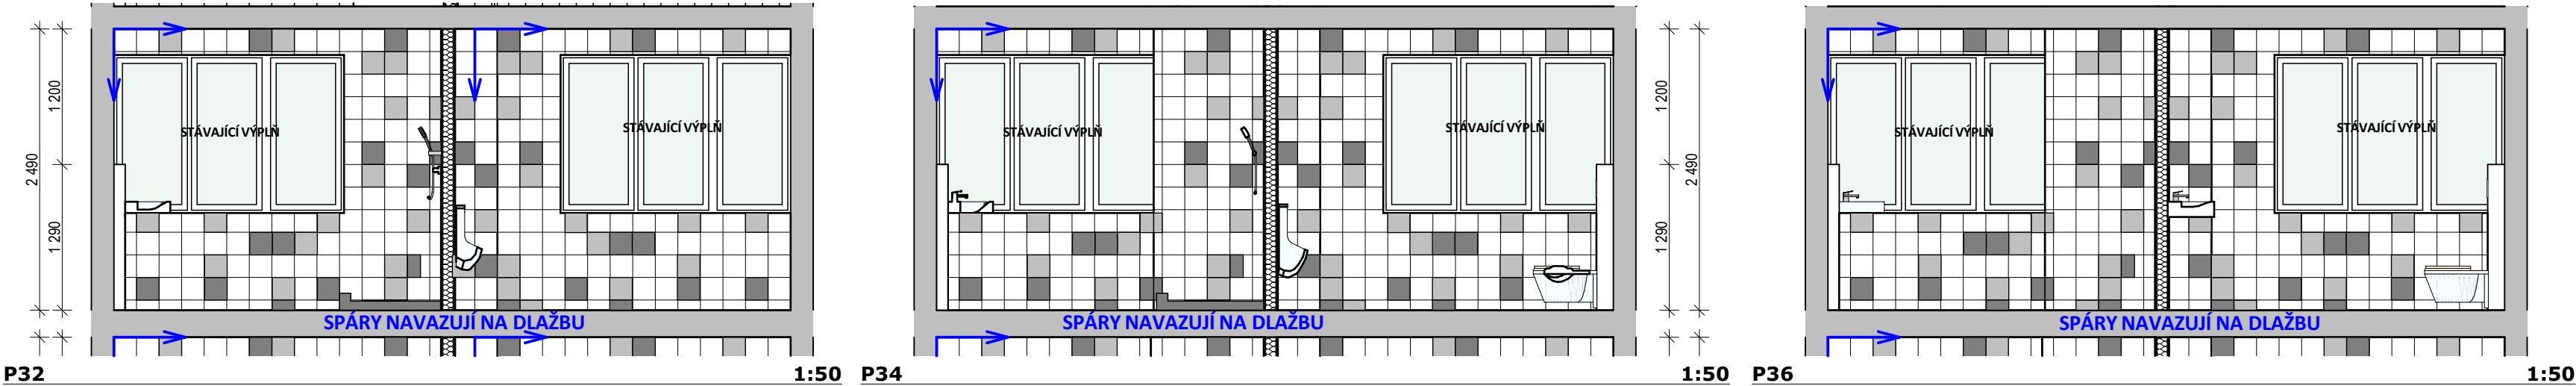 1 200
2 490
1 290
STÁVAJÍCÍ VÝPLŇ
STÁVAJÍCÍ VÝPLŇ
SPÁRY NAVAZUJÍ NA DLAŽBU
P32 1:50
STÁVAJÍCÍ VÝPLŇ
STÁVAJÍCÍ VÝPLŇ
1 200
2 490
1 290
SPÁRY NAVAZUJÍ NA DLAŽBU
P34 1:50
STÁVAJÍCÍ VÝPLŇ
STÁVAJÍCÍ VÝPLŇ
SPÁRY NAVAZUJÍ NA DLAŽBU
P36 1:50